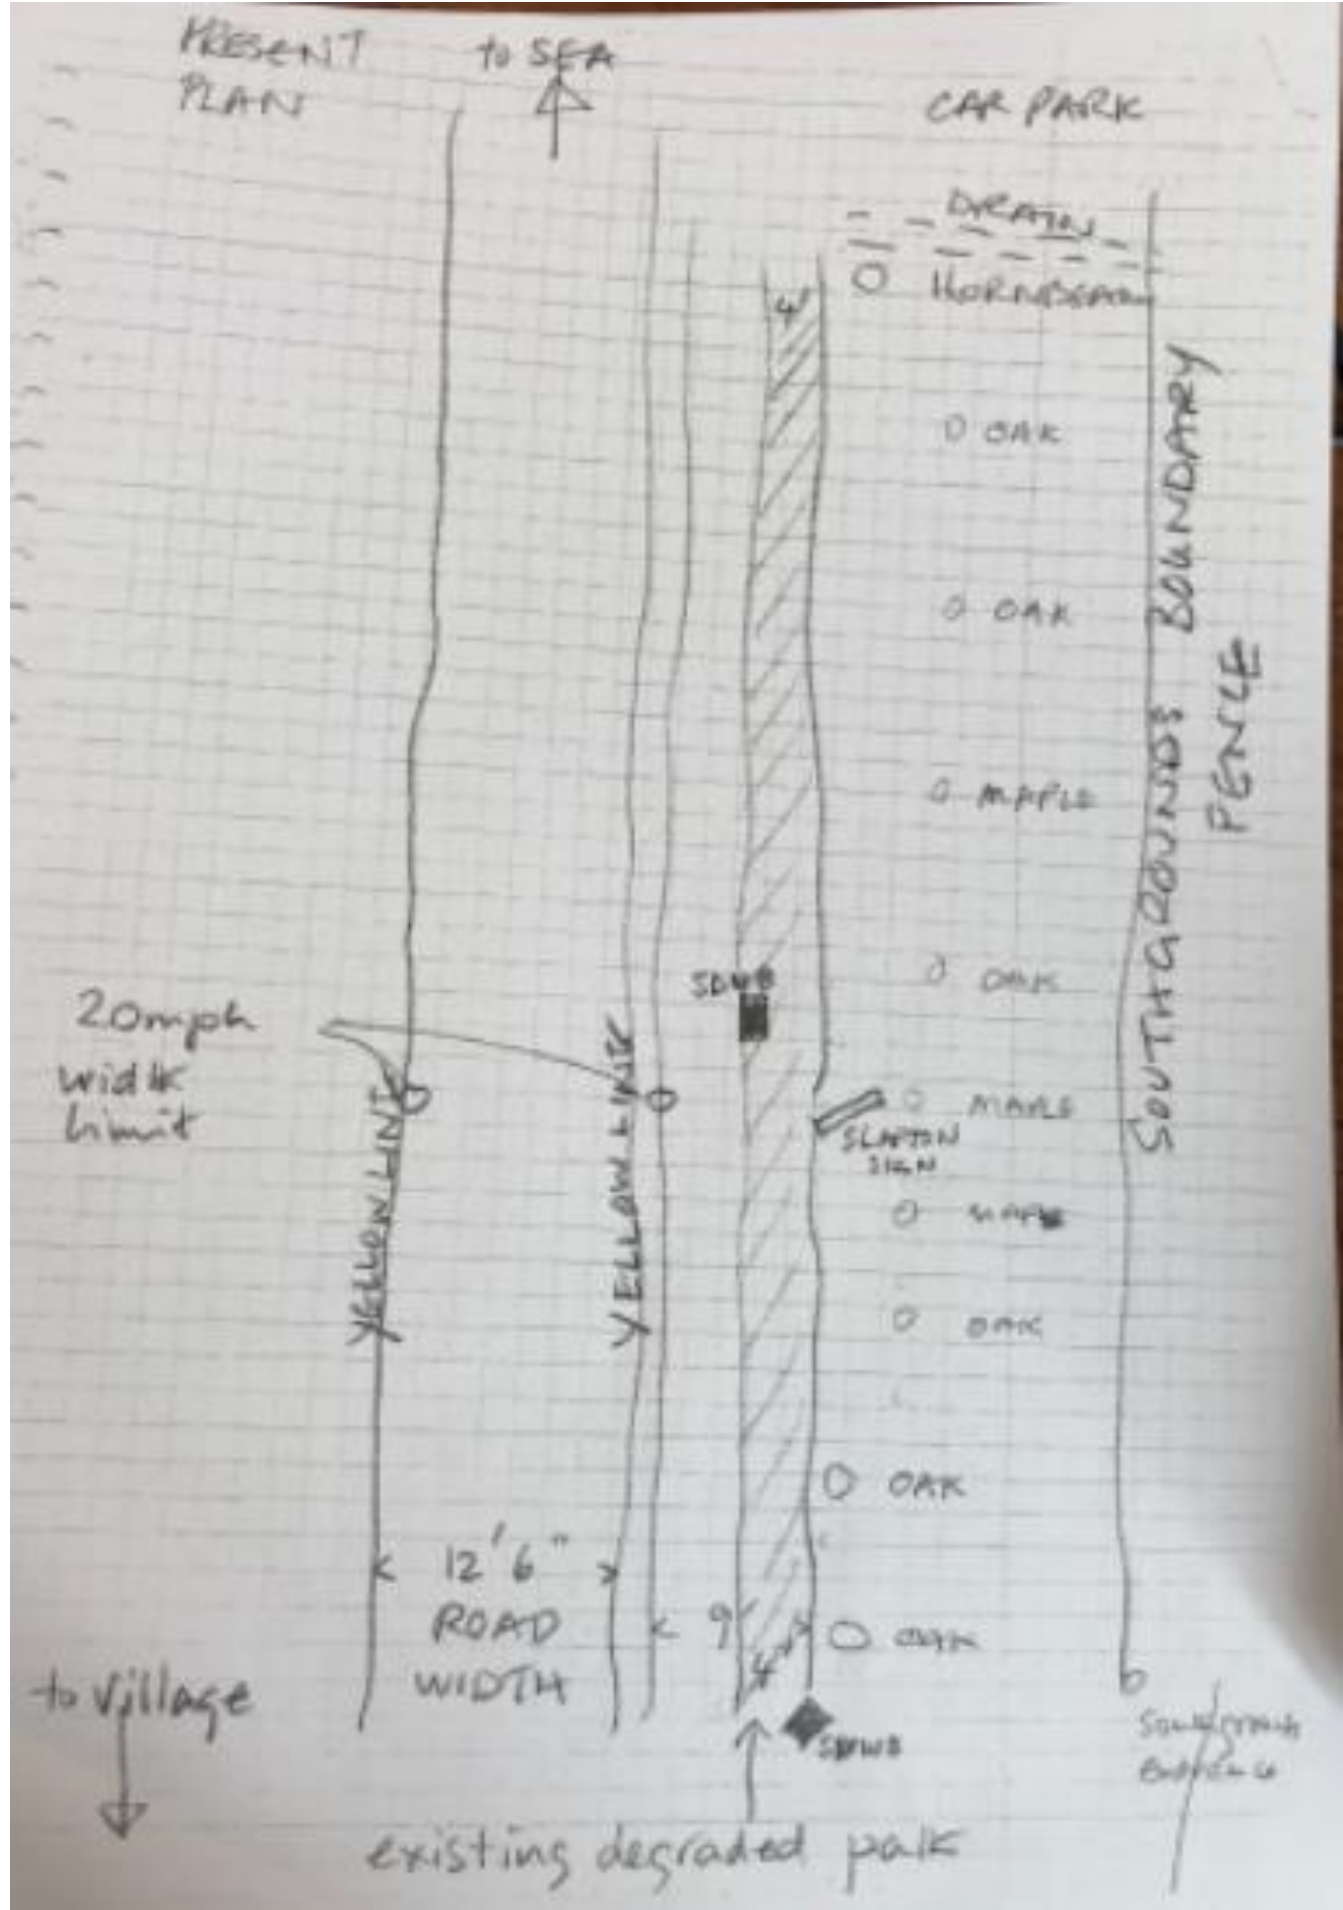 PRESENT
PLAN
to SEA
CAR PARK
DRAIN
HORNBEAM
4'
OAK
OAK
MAPLE
SOUTHGROUNDS BOUNDARY
FENCE
SDWB
OAK
20mph
width
limit
YELLOW LINE
YELLOW LINE
MAPLE
SLAPTON
SIGN
MAPLE
OAK
OAK
12'6"
ROAD
WIDTH
9'
4'
OAK
to village
SDWB
existing degraded path